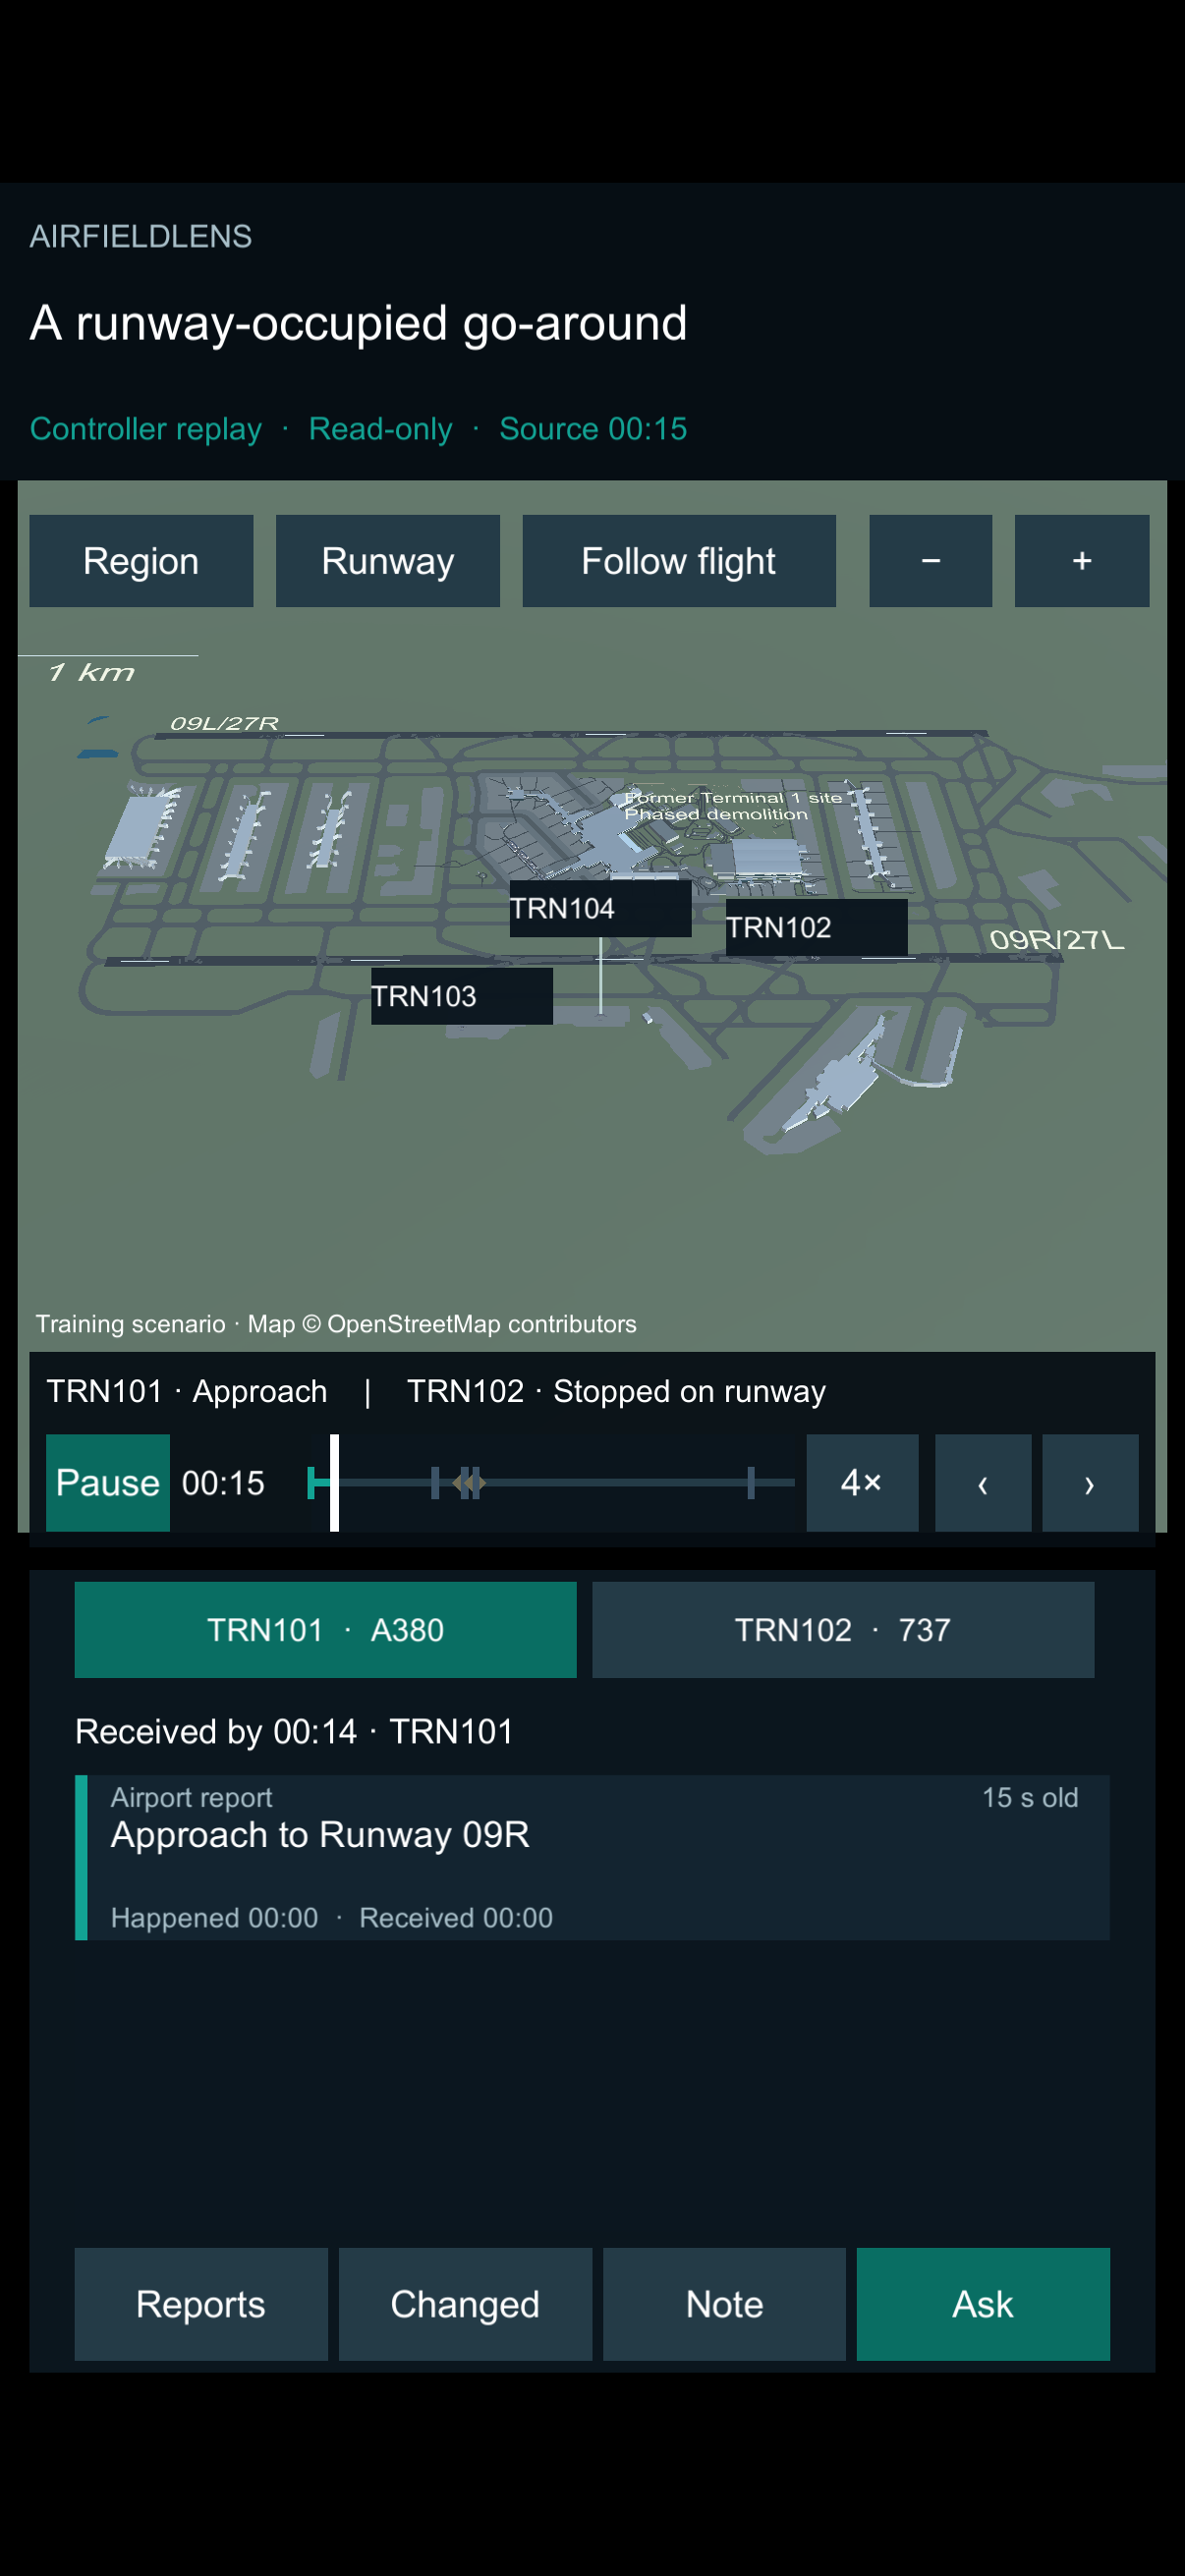 AIRFIELDLENS
A runway-occupied go-around
Controller replay · Read-only · Source 00:15
Region Runway Follow flight − +
1 km
09L/27R
Former Terminal 1 site
Phased demolition
TRN104
TRN102
09R/27L
TRN103
Training scenario · Map © OpenStreetMap contributors
TRN101 · Approach | TRN102 · Stopped on runway
Pause 00:15 4× ‹ ›
TRN101 · A380 TRN102 · 737
Received by 00:14 · TRN101
Airport report 15 s old
Approach to Runway 09R
Happened 00:00 · Received 00:00
Reports Changed Note Ask